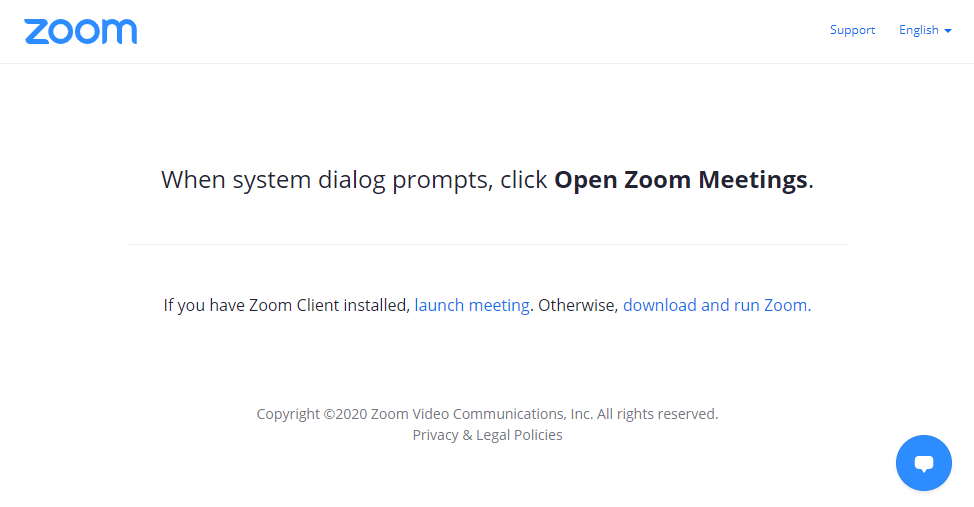 zoom
Support English
When system dialog prompts, click Open Zoom Meetings.
If you have Zoom Client installed, launch meeting. Otherwise, download and run Zoom.
Copyright ©2020 Zoom Video Communications, Inc. All rights reserved.
Privacy & Legal Policies